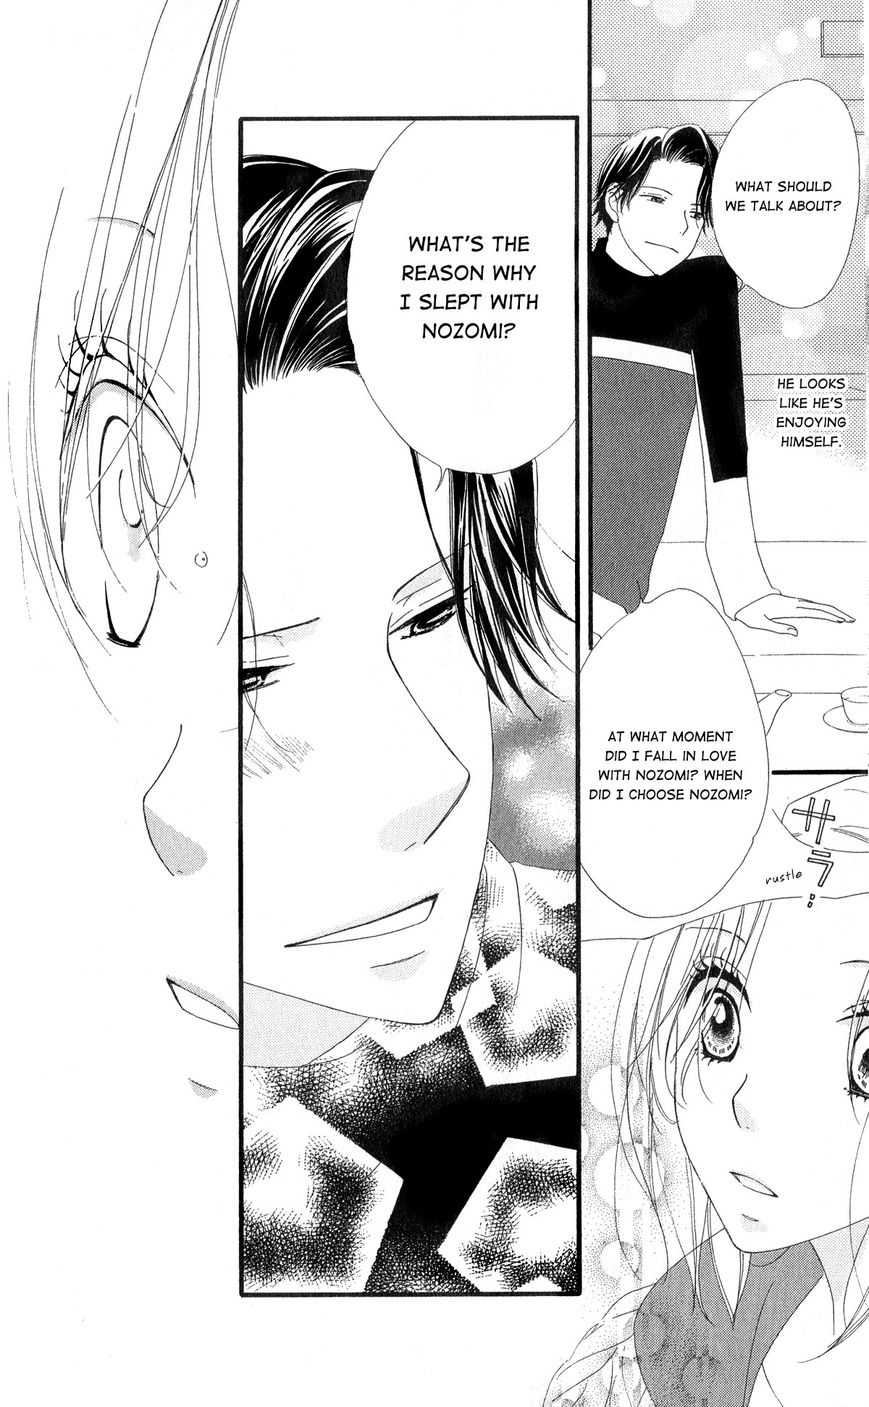 WHAT SHOULD
WE TALK ABOUT?
HE LOOKS
LIKE HE'S
ENJOYING
HIMSELF.
AT WHAT MOMENT
DID I FALL IN LOVE
WITH NOZOMI? WHEN
DID I CHOOSE NOZOMI?
サラ
rustle
WHAT'S THE
REASON WHY
I SLEPT WITH
NOZOMI?